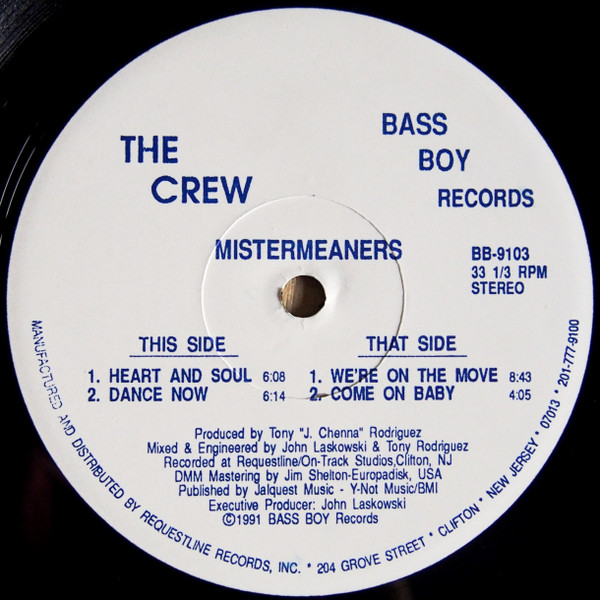 THE
CREW
BASS
BOY
RECORDS
MISTERMEANERS
BB-9103
33 1/3 RPM
STEREO
THIS SIDE
1. HEART AND SOUL 6:08
2. DANCE NOW 6:14
THAT SIDE
1. WE'RE ON THE MOVE 8:43
2. COME ON BABY 4:05
Produced by Tony "J. Chenna" Rodriguez
Mixed & Engineered by John Laskowski & Tony Rodriguez
Recorded at Requestline/On-Track Studios,Clifton, NJ
DMM Mastering by Jim Shelton-Europadisk, USA
Published by Jalquest Music - Y-Not Music/BMI
Executive Producer: John Laskowski
©1991 BASS BOY Records
MANUFACTURED AND DISTRIBUTED BY REQUESTLINE RECORDS, INC. • 204 GROVE STREET • CLIFTON • NEW JERSEY • 07013 • 201-777-9100